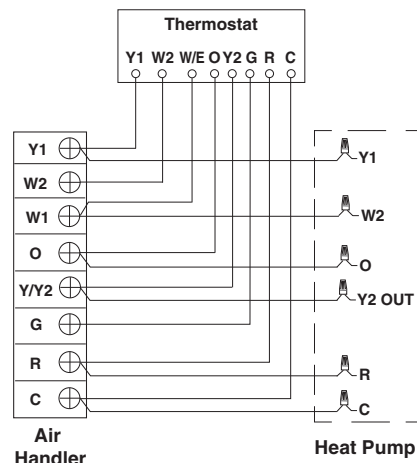 Thermostat
Y1 W2 W/E O Y2 G R C
Y1
W2
W1
O
Y/Y2
G
R
C
Air
Handler
Y1
W2
O
Y2 OUT
R
C
Heat Pump